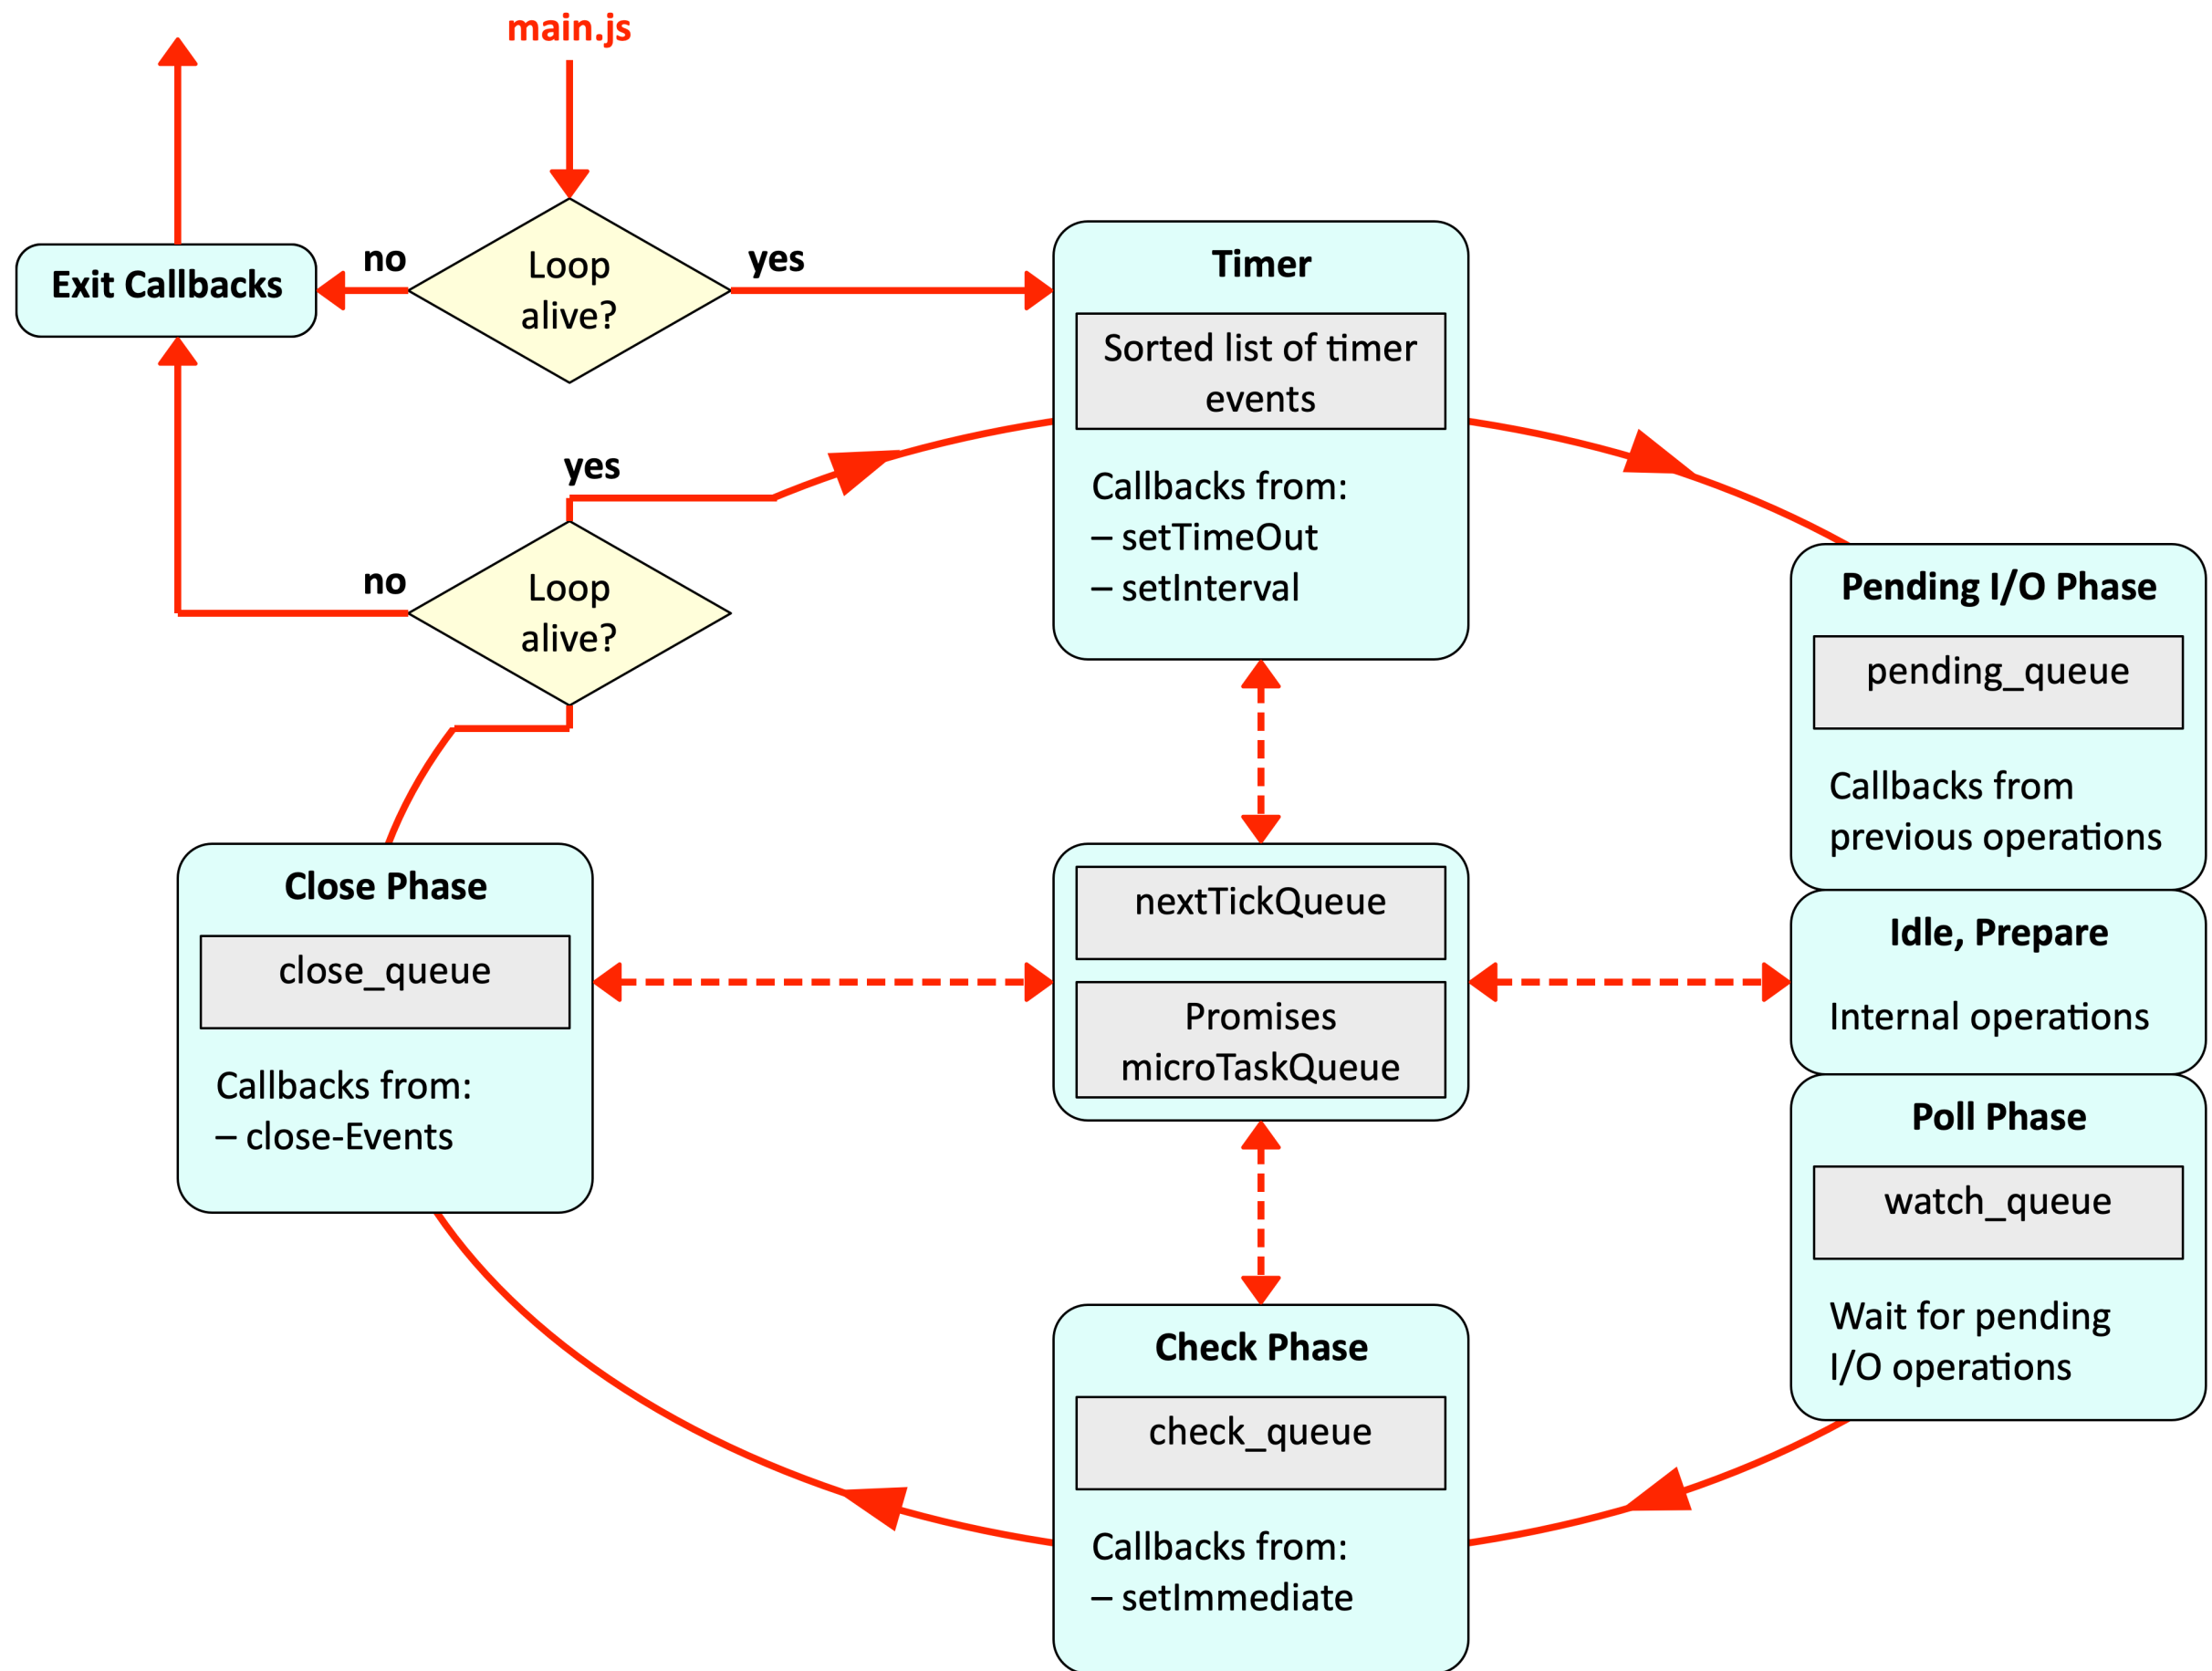 main.js
Exit Callbacks
no
Loop
alive?
yes
Timer
Sorted list of timer
events
Callbacks from:
– setTimeOut
– setInterval
yes
no
Loop
alive?
Pending I/O Phase
pending_queue
Callbacks from
previous operations
Idle, Prepare
Internal operations
Poll Phase
watch_queue
Wait for pending
I/O operations
nextTickQueue
Promises
microTaskQueue
Close Phase
close_queue
Callbacks from:
– close-Events
Check Phase
check_queue
Callbacks from:
– setImmediate